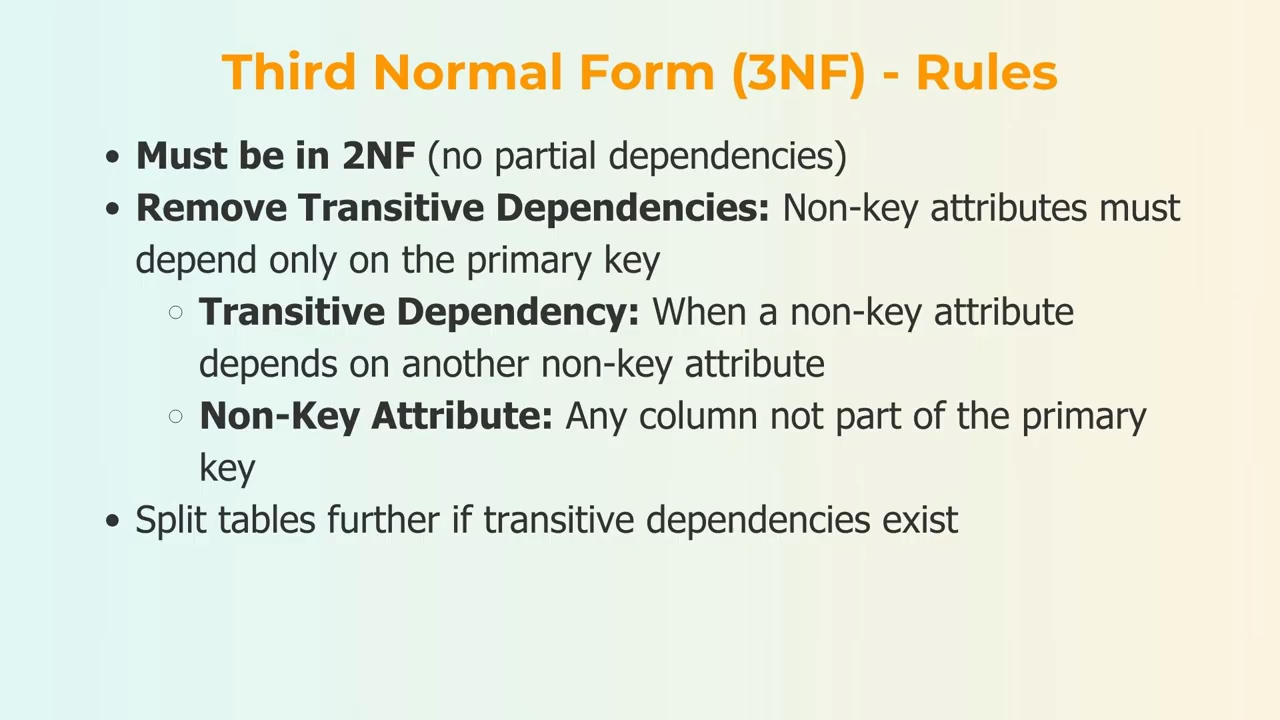 Third Normal Form (3NF) - Rules
Must be in 2NF (no partial dependencies)
Remove Transitive Dependencies: Non-key attributes must
depend only on the primary key
Transitive Dependency: When a non-key attribute
depends on another non-key attribute
Non-Key Attribute: Any column not part of the primary
key
Split tables further if transitive dependencies exist